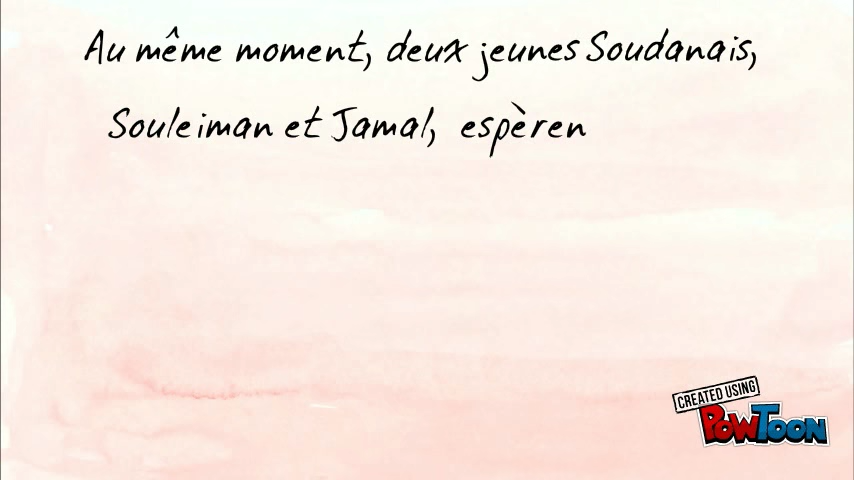 Au même moment, deux jeunes Soudanais,
Souleiman et Jamal, espèren
CREATED USING
POWTOON